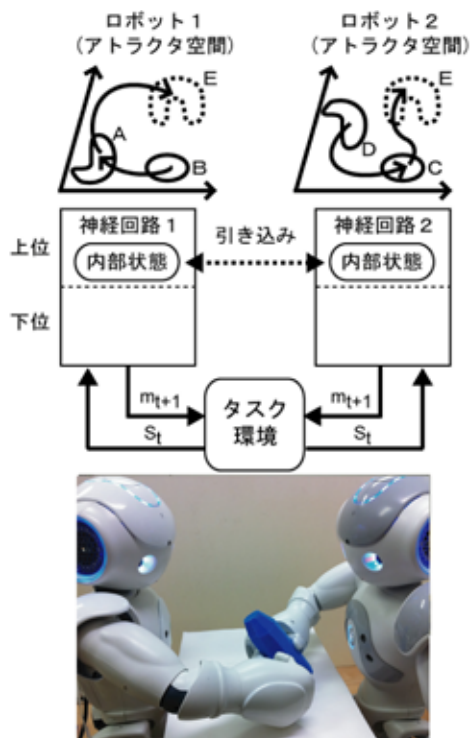 ロボット1
(アトラクタ空間)
ロボット2
(アトラクタ空間)
E
A
B
E
D
C
上位
神経回路1
内部状態
引き込み
神経回路2
内部状態
下位
m_{t+1}
S_t
タスク
環境
m_{t+1}
S_t